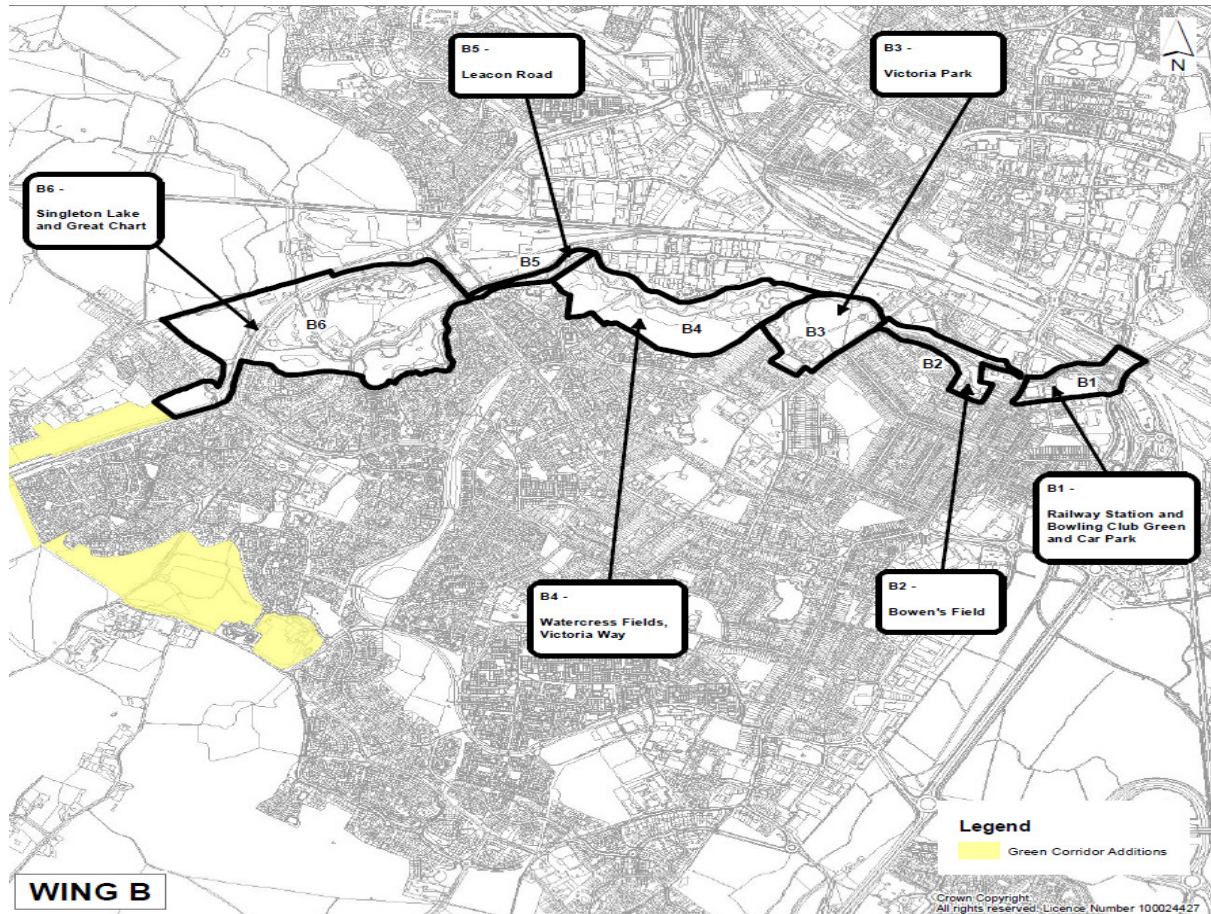 B5 -
Leacon Road
B3 -
Victoria Park
N
B6 -
Singleton Lake
and Great Chart
B5
B6
B4
B3
B2
B1
B1 -
Railway Station and
Bowling Club Green
and Car Park
B4 -
Watercress Fields,
Victoria Way
B2 -
Bowen's Field
Legend
Green Corridor Additions
WING B
Crown Copyright.
All rights reserved. Licence Number 100024427